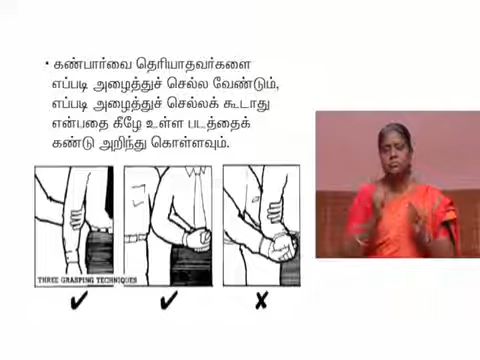 • கண்பார்வை தெரியாதவர்களை
எப்படி அழைத்துச் செல்ல வேண்டும்,
எப்படி அழைத்துச் செல்லக் கூடாது
என்பதை கீழே உள்ள படத்தைக்
கண்டு அறிந்து கொள்ளவும்.
THREE GRASPING TECHNIQUES
✓ ✓ ✗